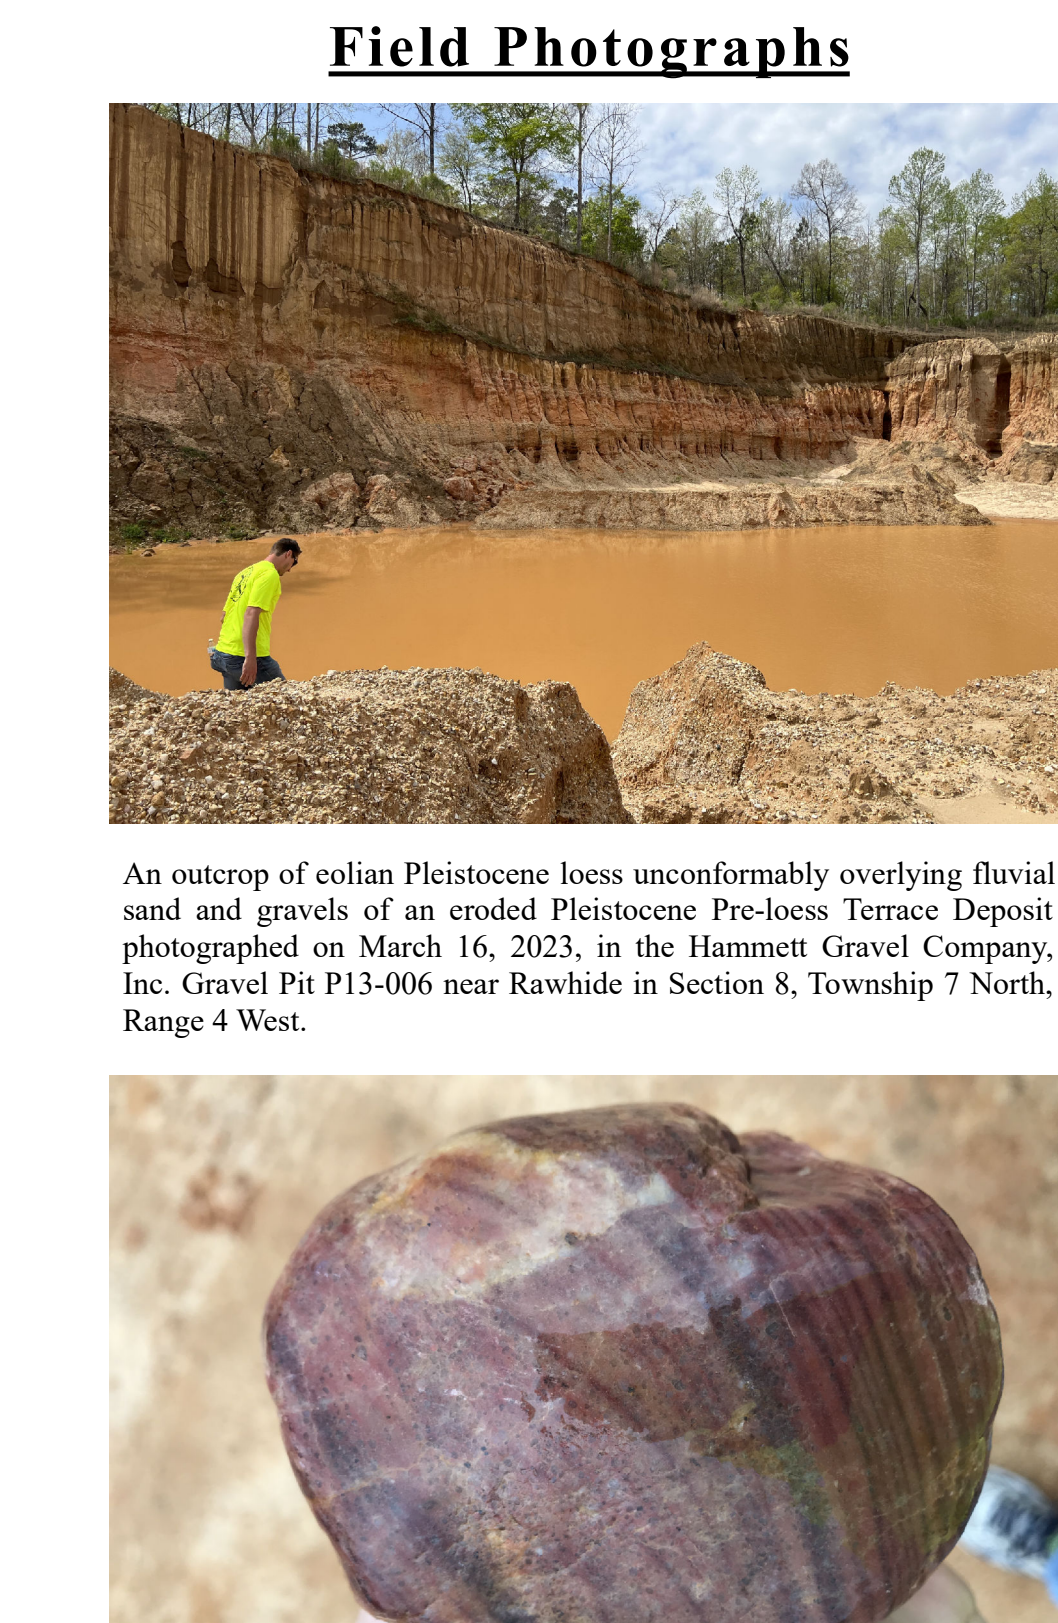 Field Photographs
An outcrop of eolian Pleistocene loess unconformably overlying fluvial
sand and gravels of an eroded Pleistocene Pre-loess Terrace Deposit
photographed on March 16, 2023, in the Hammett Gravel Company,
Inc. Gravel Pit P13-006 near Rawhide in Section 8, Township 7 North,
Range 4 West.